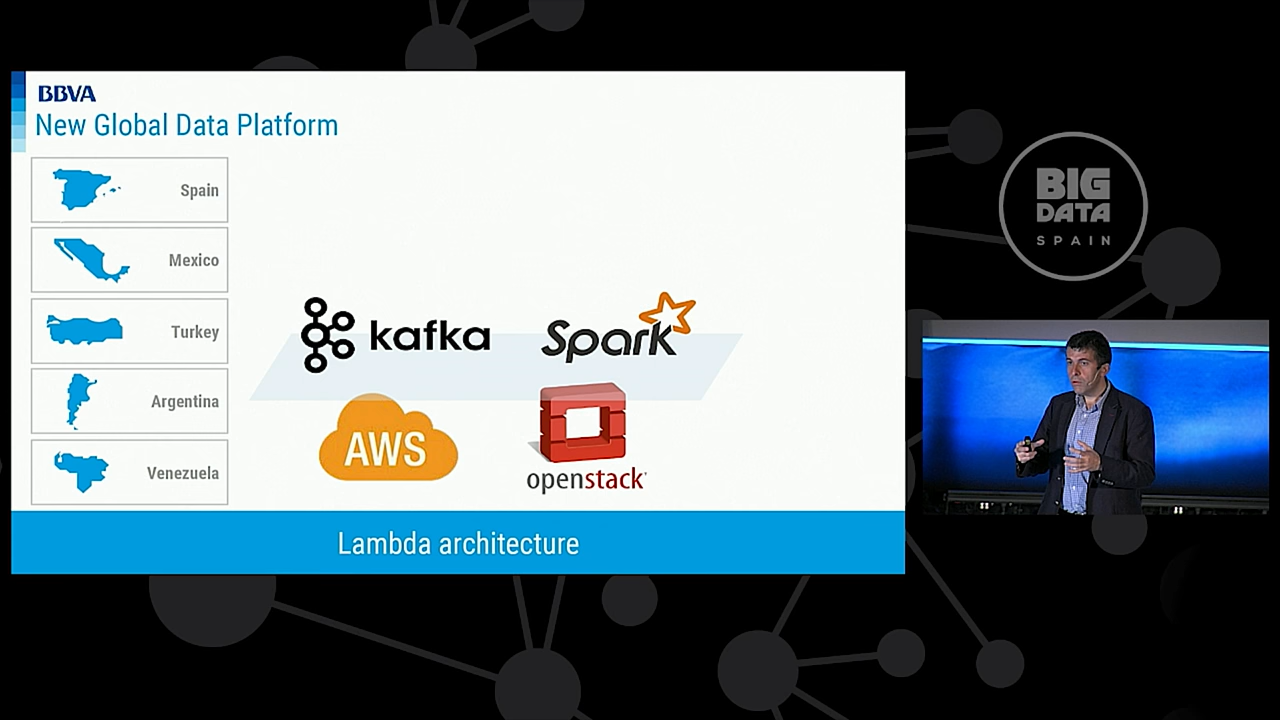 BBVA
New Global Data Platform
Spain
Mexico
Turkey
Argentina
Venezuela
kafka
Spark
AWS
openstack
Lambda architecture
BIG
DATA
SPAIN